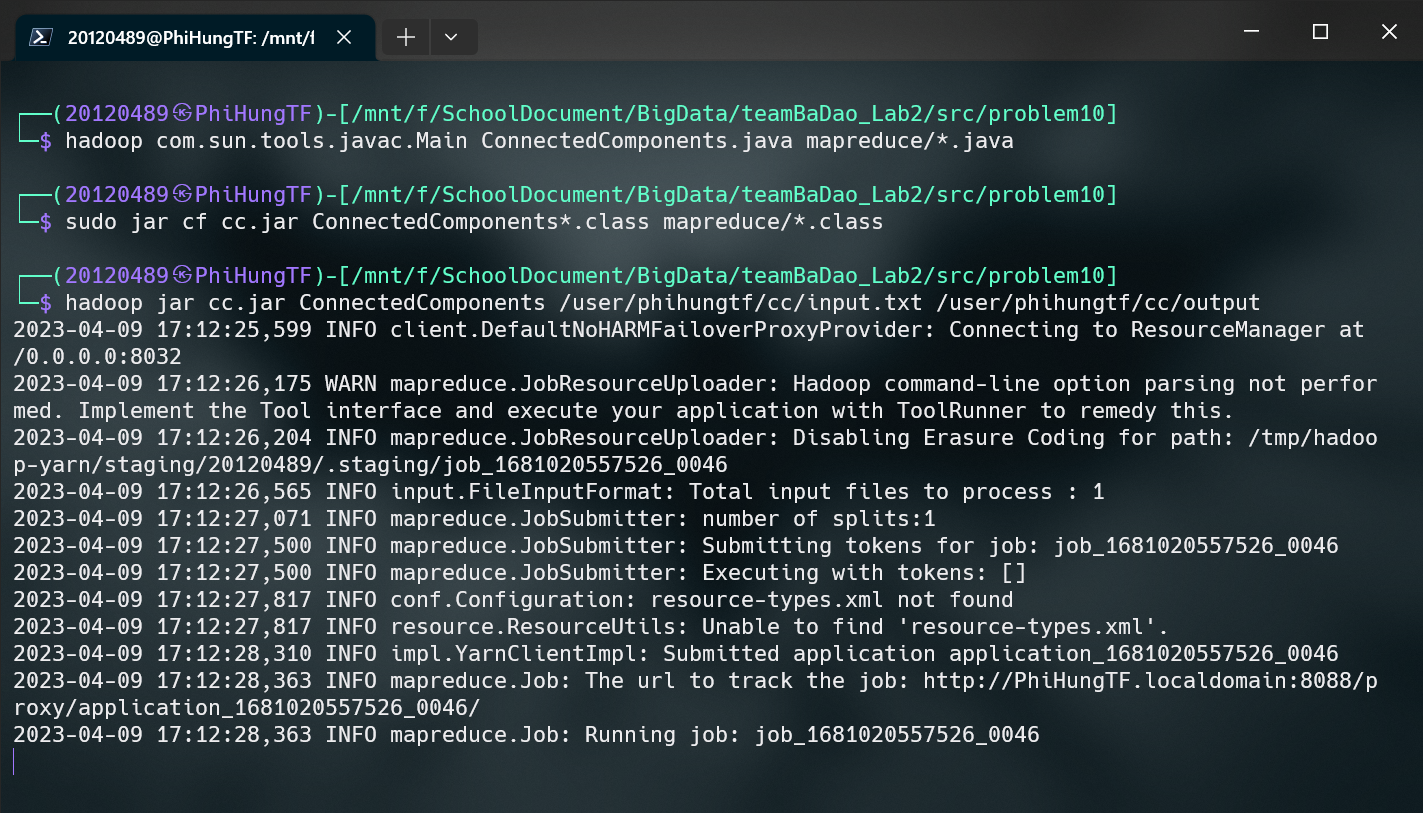 20120489@PhiHungTF: /mnt/f
┌──(20120489㉿PhiHungTF)-[/mnt/f/SchoolDocument/BigData/teamBaDao_Lab2/src/problem10]
└─$ hadoop com.sun.tools.javac.Main ConnectedComponents.java mapreduce/*.java
┌──(20120489㉿PhiHungTF)-[/mnt/f/SchoolDocument/BigData/teamBaDao_Lab2/src/problem10]
└─$ sudo jar cf cc.jar ConnectedComponents*.class mapreduce/*.class
┌──(20120489㉿PhiHungTF)-[/mnt/f/SchoolDocument/BigData/teamBaDao_Lab2/src/problem10]
└─$ hadoop jar cc.jar ConnectedComponents /user/phihungtf/cc/input.txt /user/phihungtf/cc/output
2023-04-09 17:12:25,599 INFO client.DefaultNoHARMFailoverProxyProvider: Connecting to ResourceManager at
/0.0.0.0:8032
2023-04-09 17:12:26,175 WARN mapreduce.JobResourceUploader: Hadoop command-line option parsing not perfor
med. Implement the Tool interface and execute your application with ToolRunner to remedy this.
2023-04-09 17:12:26,204 INFO mapreduce.JobResourceUploader: Disabling Erasure Coding for path: /tmp/hadoo
p-yarn/staging/20120489/.staging/job_1681020557526_0046
2023-04-09 17:12:26,565 INFO input.FileInputFormat: Total input files to process : 1
2023-04-09 17:12:27,071 INFO mapreduce.JobSubmitter: number of splits:1
2023-04-09 17:12:27,500 INFO mapreduce.JobSubmitter: Submitting tokens for job: job_1681020557526_0046
2023-04-09 17:12:27,500 INFO mapreduce.JobSubmitter: Executing with tokens: []
2023-04-09 17:12:27,817 INFO conf.Configuration: resource-types.xml not found
2023-04-09 17:12:27,817 INFO resource.ResourceUtils: Unable to find 'resource-types.xml'.
2023-04-09 17:12:28,310 INFO impl.YarnClientImpl: Submitted application application_1681020557526_0046
2023-04-09 17:12:28,363 INFO mapreduce.Job: The url to track the job: http://PhiHungTF.localdomain:8088/p
roxy/application_1681020557526_0046/
2023-04-09 17:12:28,363 INFO mapreduce.Job: Running job: job_1681020557526_0046